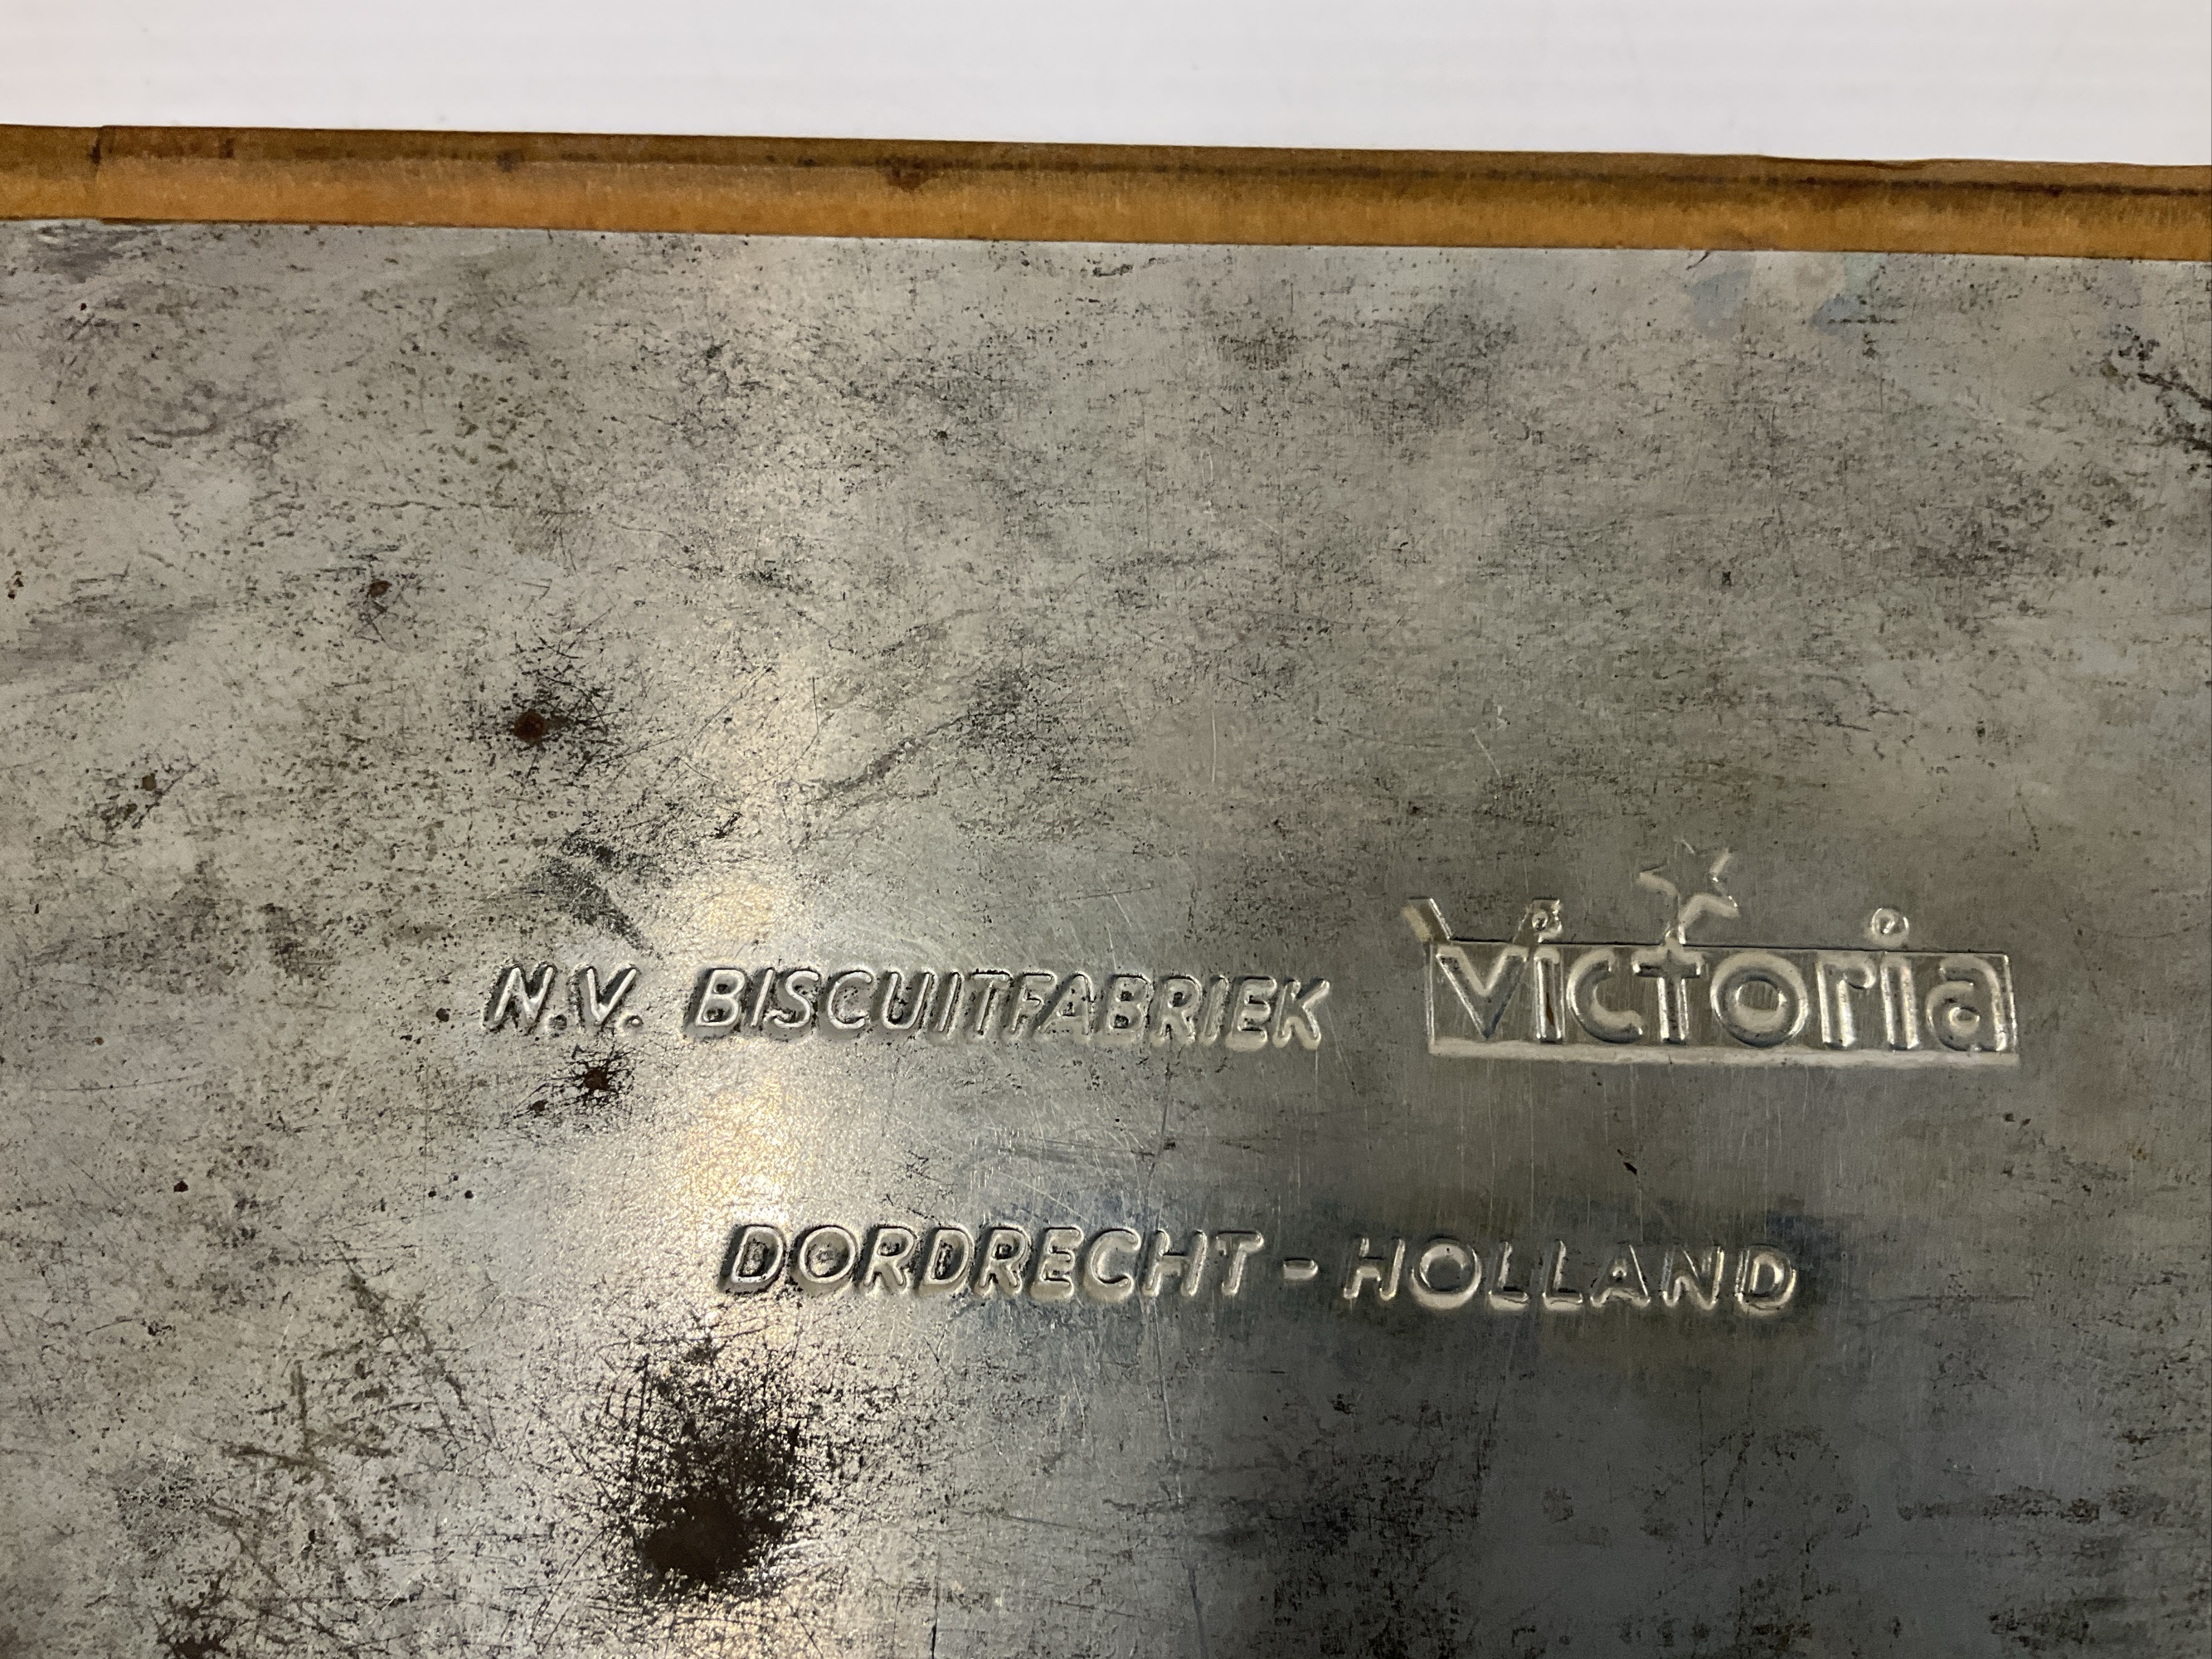 N.V. BISCUITFABRIEK Victoria
DORDRECHT - HOLLAND